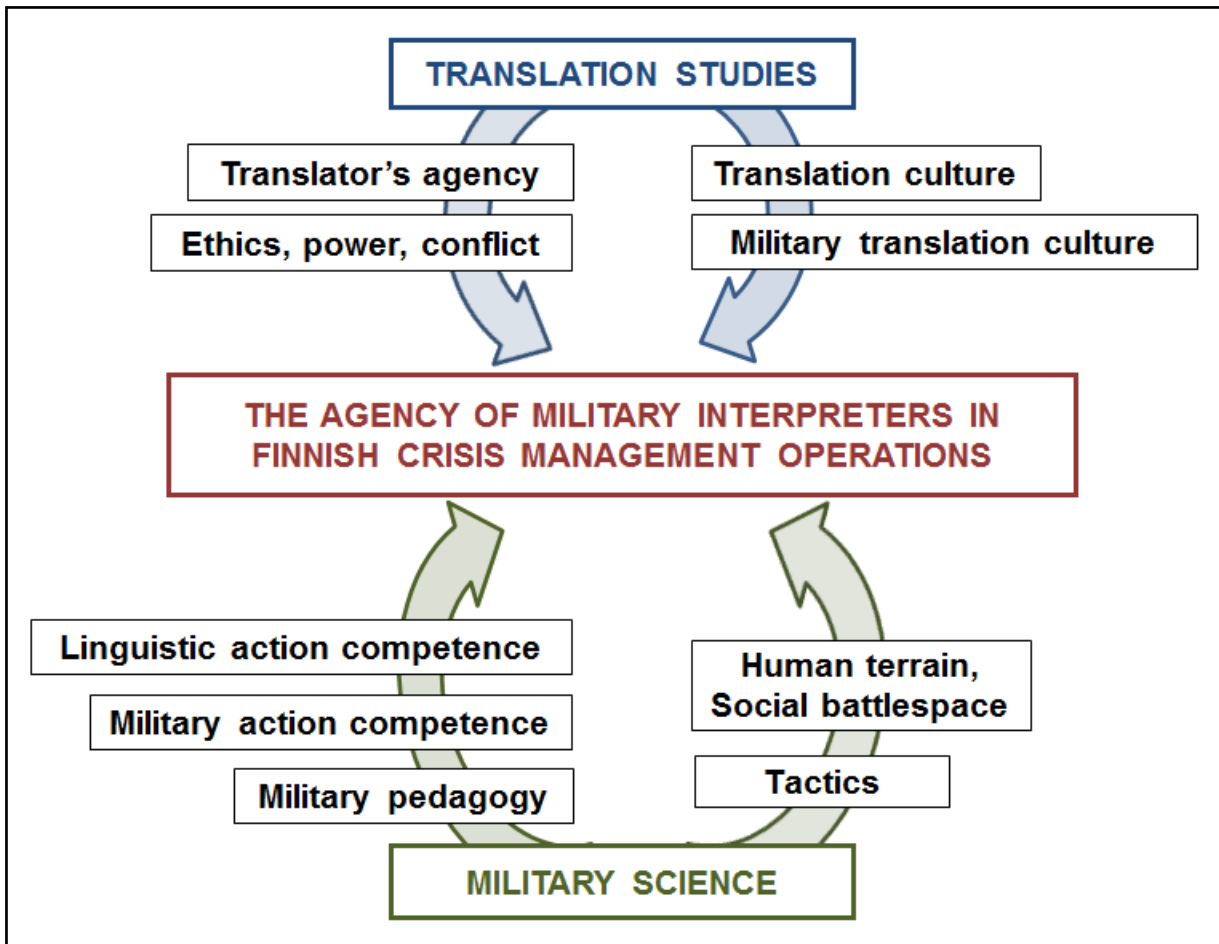 TRANSLATION STUDIES
Translator’s agency
Ethics, power, conflict
Translation culture
Military translation culture
THE AGENCY OF MILITARY INTERPRETERS IN
FINNISH CRISIS MANAGEMENT OPERATIONS
Linguistic action competence
Military action competence
Military pedagogy
Human terrain,
Social battlespace
Tactics
MILITARY SCIENCE